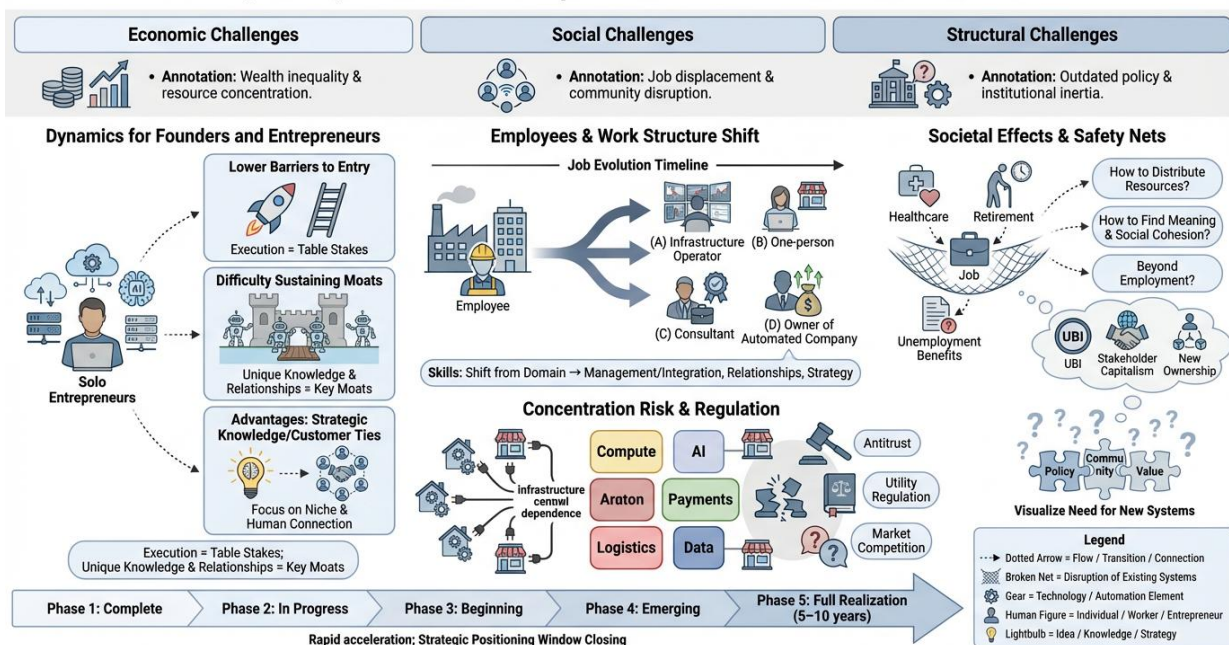 Economic Challenges
• Annotation: Wealth inequality &
resource concentration.
Social Challenges
• Annotation: Job displacement &
community disruption.
Structural Challenges
• Annotation: Outdated policy &
institutional inertia.
Dynamics for Founders and Entrepreneurs
AI
Solo
Entrepreneurs
Lower Barriers to Entry
Execution = Table Stakes
Difficulty Sustaining Moats
Unique Knowledge &
Relationships = Key Moats
Advantages: Strategic
Knowledge/Customer Ties
Focus on Niche &
Human Connection
Execution = Table Stakes;
Unique Knowledge & Relationships = Key Moats
Employees & Work Structure Shift
Job Evolution Timeline
Employee
(A) Infrastructure
Operator
(B) One-person
(C) Consultant
$
(D) Owner of
Automated Company
Skills: Shift from Domain → Management/Integration, Relationships, Strategy
Concentration Risk & Regulation
infrastructure
dependence
Compute
AI
Araton
Payments
Logistics
Data
?
?
Antitrust
Utility
Regulation
Market
Competition
Societal Effects & Safety Nets
Healthcare
Retirement
Job
?
Unemployment
Benefits
How to Distribute
Resources?
How to Find Meaning
& Social Cohesion?
Beyond
Employment?
UBI
UBI
Stakeholder
Capitalism
New
Ownership
? ? ? ? ? ? ? ?
Policy
Commu
nity
Value
Visualize Need for New Systems
Legend
Dotted Arrow = Flow / Transition / Connection
Broken Net = Disruption of Existing Systems
Gear = Technology / Automation Element
Human Figure = Individual / Worker / Entrepreneur
Lightbulb = Idea / Knowledge / Strategy
Phase 1: Complete
Phase 2: In Progress
Phase 3: Beginning
Phase 4: Emerging
Phase 5: Full Realization
(5–10 years)
Rapid acceleration; Strategic Positioning Window Closing